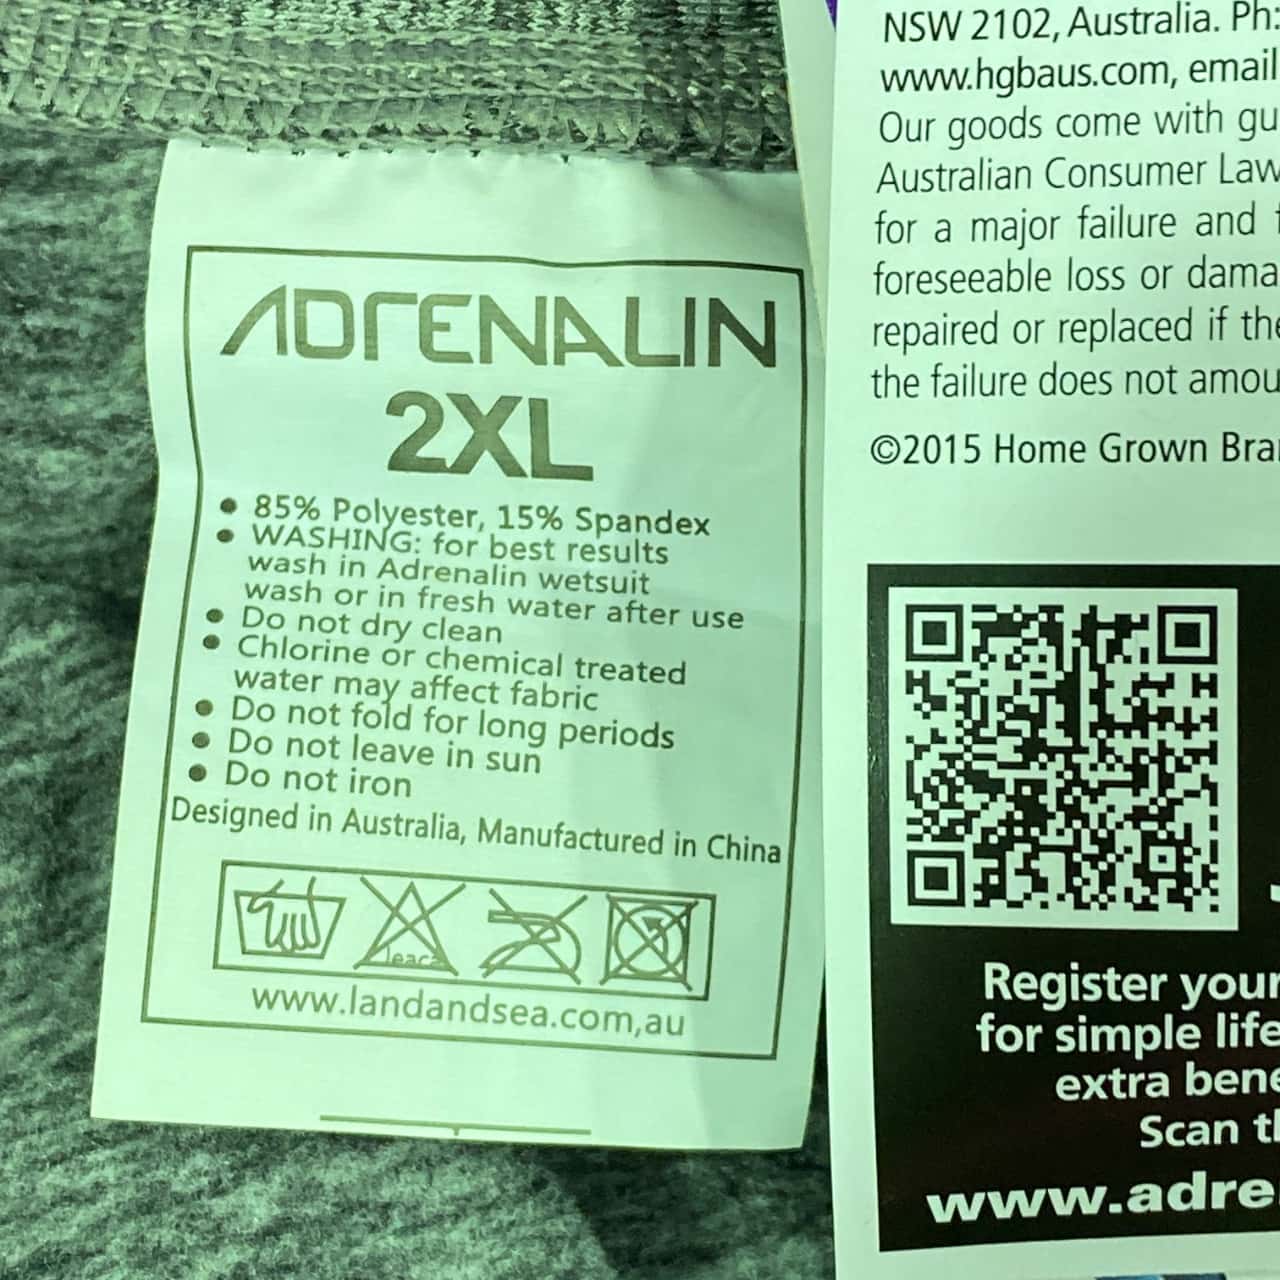 ADRENALIN
2XL
• 85% Polyester, 15% Spandex
• WASHING: for best results
wash in Adrenalin wetsuit
wash or in fresh water after use
• Do not dry clean
• Chlorine or chemical treated
water may affect fabric
• Do not fold for long periods
• Do not leave in sun
• Do not iron
Designed in Australia, Manufactured in China
www.landandsea.com,au
NSW 2102, Australia. Ph:
www.hgbaus.com, email
Our goods come with gu
Australian Consumer Law
for a major failure and f
foreseeable loss or dama
repaired or replaced if the
the failure does not amou
©2015 Home Grown Bra
Register your
for simple life
extra bene
Scan t
www.adre